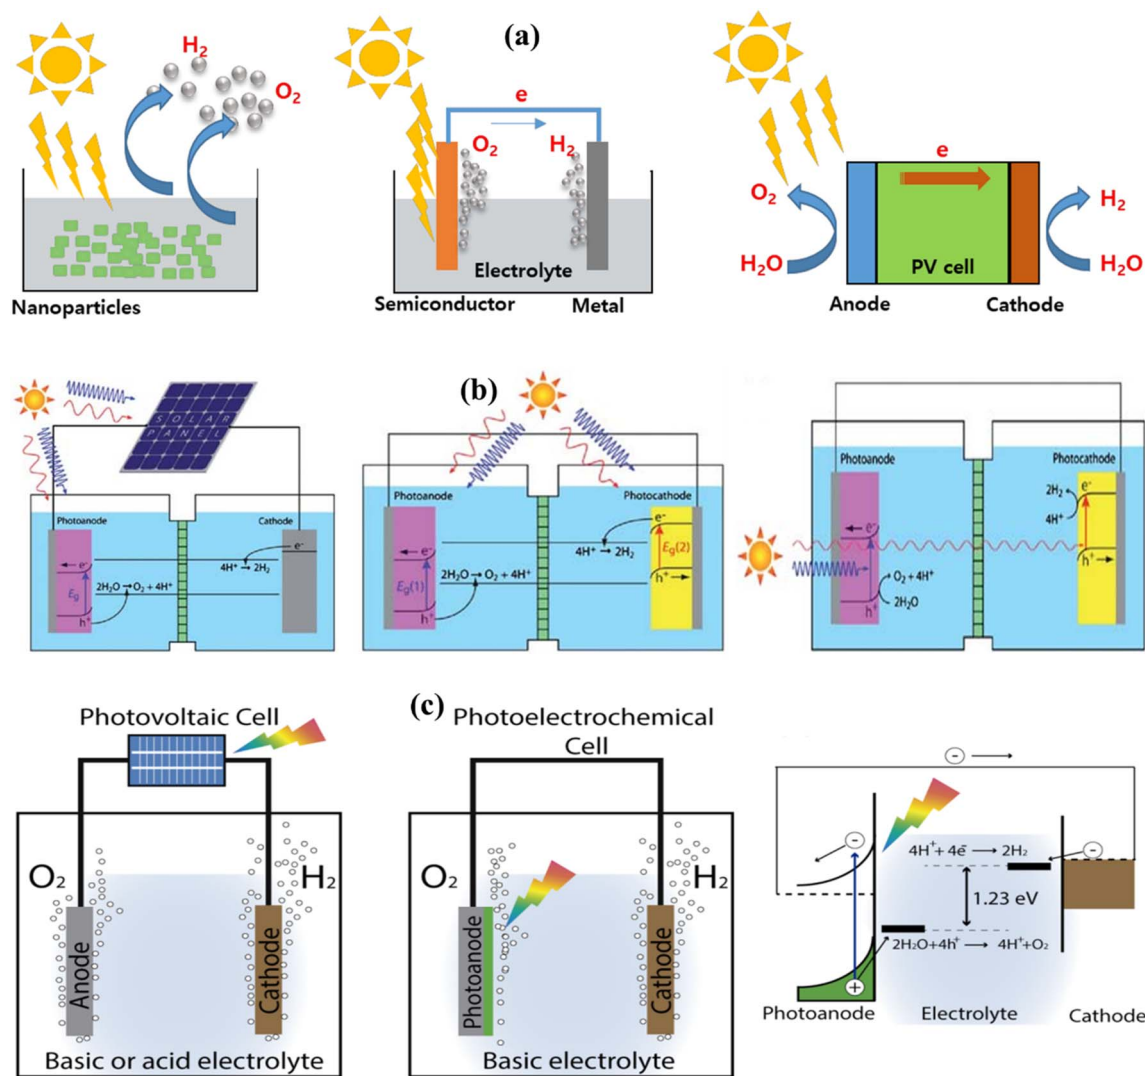 (a)
H₂
O₂
Nanoparticles
e
O₂
H₂
Electrolyte
Semiconductor
Metal
e
O₂
H₂
H₂O
PV cell
H₂O
Anode
Cathode
(b)
SOLAR
PANEL
Photoanode
Cathode
e⁻
e⁻
4H⁺ → 2H₂
Eg
2H₂O → O₂ + 4H⁺
h⁺
Photoanode
Photocathode
e⁻
e⁻
4H⁺ → 2H₂
Eg(2)
Eg(1)
2H₂O → O₂ + 4H⁺
h⁺
h⁺
Photoanode
Photocathode
2H₂
e⁻
4H⁺
e⁻
h⁺
O₂ + 4H⁺
h⁺
2H₂O
(c)
Photovoltaic Cell
O₂
H₂
Anode
Cathode
Basic or acid electrolyte
Photoelectrochemical
Cell
O₂
H₂
Photoanode
Cathode
Basic electrolyte
−
−
4H⁺ + 4e⁻ → 2H₂
−
1.23 eV
2H₂O+4h⁺ → 4H⁺+O₂
+
Photoanode
Electrolyte
Cathode